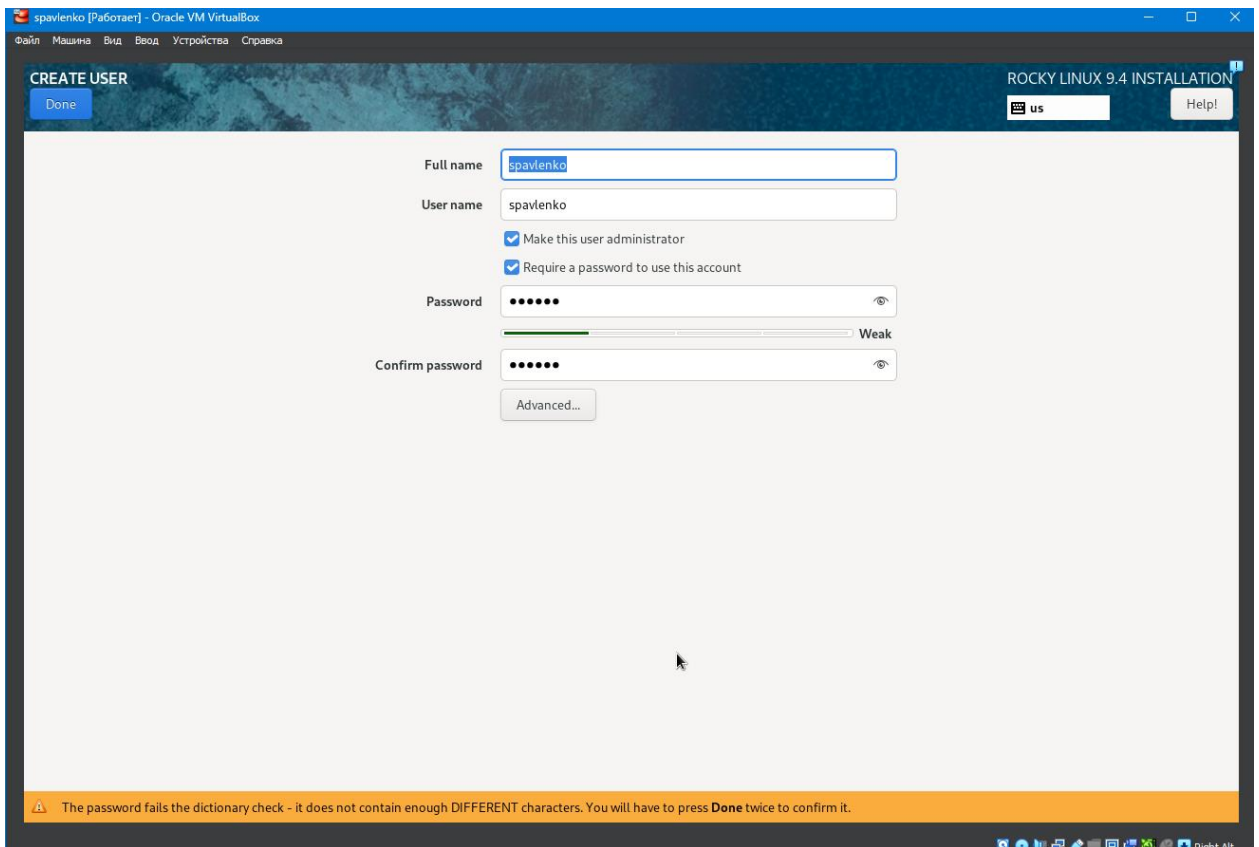 spavlenko [Работает] - Oracle VM VirtualBox
Файл Машина Вид Ввод Устройства Справка
CREATE USER
ROCKY LINUX 9.4 INSTALLATION
Done
us
Help!
Full name
spavlenko
User name
spavlenko
Make this user administrator
Require a password to use this account
Password
••••••
Weak
Confirm password
••••••
Advanced...
The password fails the dictionary check - it does not contain enough DIFFERENT characters. You will have to press Done twice to confirm it.
Right Alt